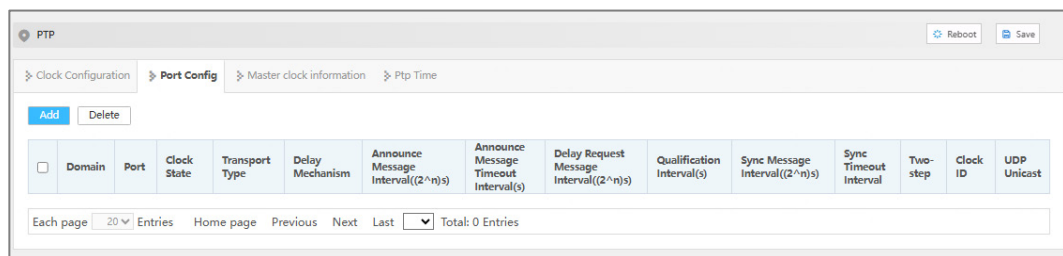 PTP Reboot Save
Clock Configuration Port Config Master clock information Ptp Time
Add Delete
Domain Port Clock State Transport Type Delay Mechanism Announce Message Interval((2^n)s) Announce Message Timeout Interval(s) Delay Request Message Interval((2^n)s) Qualification Interval(s) Sync Message Interval((2^n)s) Sync Timeout Interval Two-step Clock ID UDP Unicast
Each page 20 Entries Home page Previous Next Last Total: 0 Entries